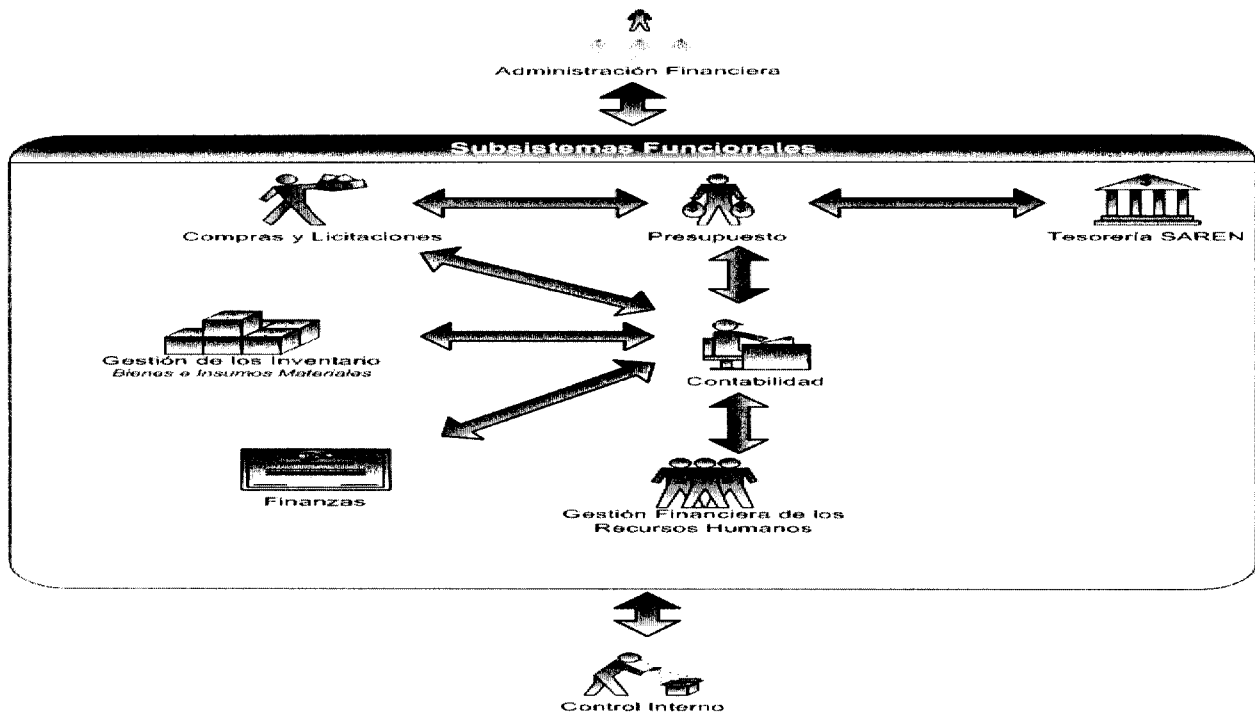 Administración Financiera
Subsistemas Funcionales
Compras y Licitaciones
Presupuesto
Tesorería SAREN
Gestión de los Inventario
Bienes e Insumos Materiales
Contabilidad
Finanzas
Gestión Financiera de los
Recursos Humanos
Control Interno